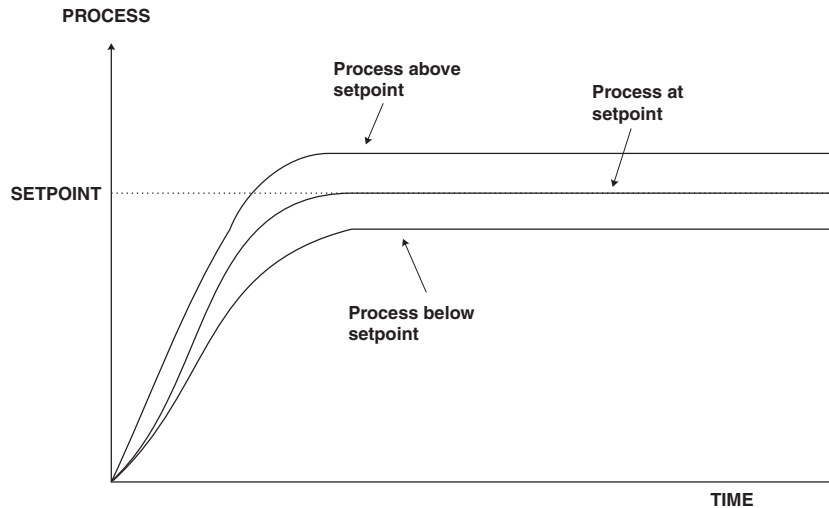 PROCESS
Process above
setpoint
Process at
setpoint
SETPOINT
Process below
setpoint
TIME